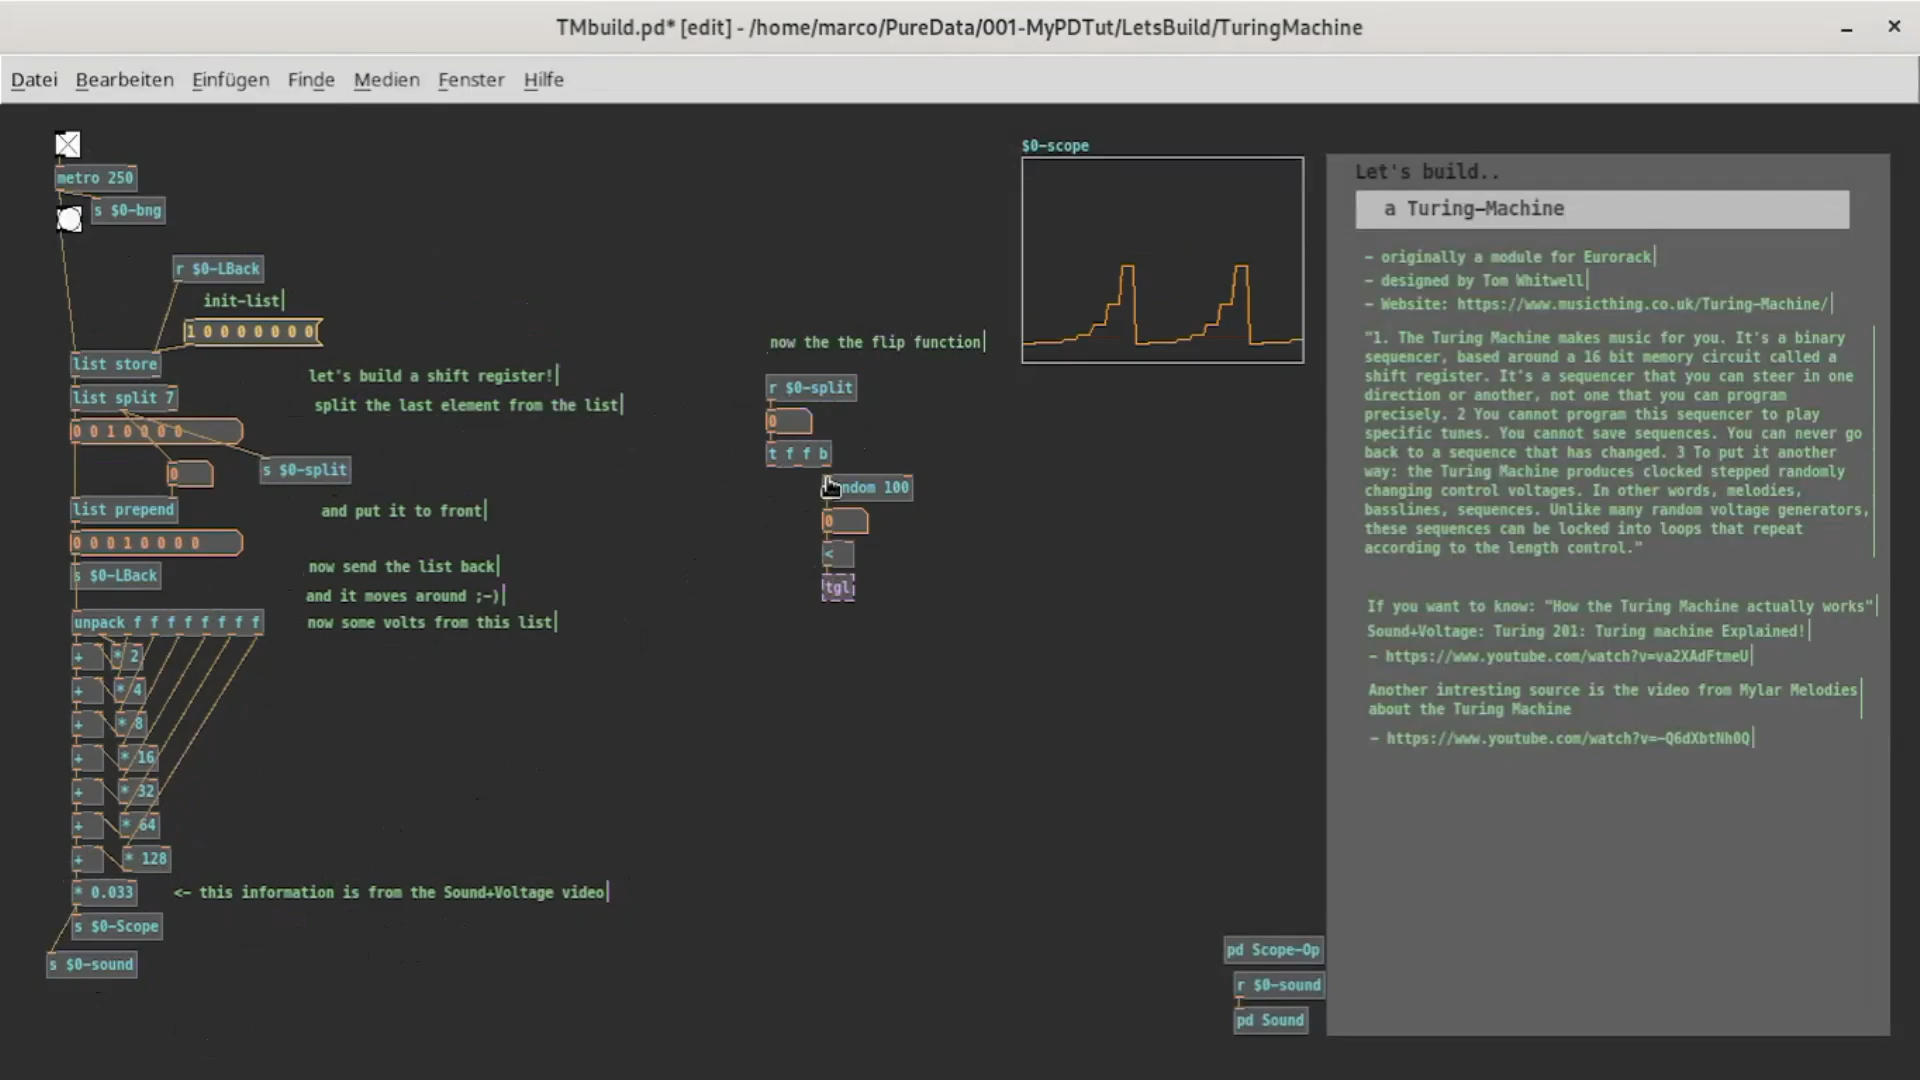 TMbuild.pd* [edit] - /home/marco/PureData/001-MyPDTut/LetsBuild/TuringMachine
Datei Bearbeiten Einfügen Finde Medien Fenster Hilfe
metro 250
s $0-bng
r $0-LBack
init-list
1 0 0 0 0 0 0 0
list store
let's build a shift register!
list split 7
split the last element from the list
0 0 1 0 0 0 0
0
s $0-split
list prepend
and put it to front
0 0 0 1 0 0 0 0
now send the list back
s $0-LBack
and it moves around ;-)
unpack f f f f f f f f
now some volts from this list
+ * 2
+ * 4
+ * 8
+ * 16
+ * 32
+ * 64
+ * 128
* 0.033
<- this information is from the Sound+Voltage video
s $0-Scope
s $0-sound
now the the flip function
r $0-split
0
t f f b
ndom 100
0
<
tgl
$0-scope
pd Scope-Op
r $0-sound
pd Sound
Let's build..
a Turing-Machine
- originally a module for Eurorack
- designed by Tom Whitwell
- Website: https://www.musicthing.co.uk/Turing-Machine/
"1. The Turing Machine makes music for you. It's a binary
sequencer, based around a 16 bit memory circuit called a
shift register. It's a sequencer that you can steer in one
direction or another, not one that you can program
precisely. 2 You cannot program this sequencer to play
specific tunes. You cannot save sequences. You can never go
back to a sequence that has changed. 3 To put it another
way: the Turing Machine produces clocked stepped randomly
changing control voltages. In other words, melodies,
basslines, sequences. Unlike many random voltage generators,
these sequences can be locked into loops that repeat
according to the length control."
If you want to know: "How the Turing Machine actually works"
Sound+Voltage: Turing 201: Turing machine Explained!
- https://www.youtube.com/watch?v=va2XAdFtmeU
Another intresting source is the video from Mylar Melodies
about the Turing Machine
- https://www.youtube.com/watch?v=-Q6dXbtNh0Q